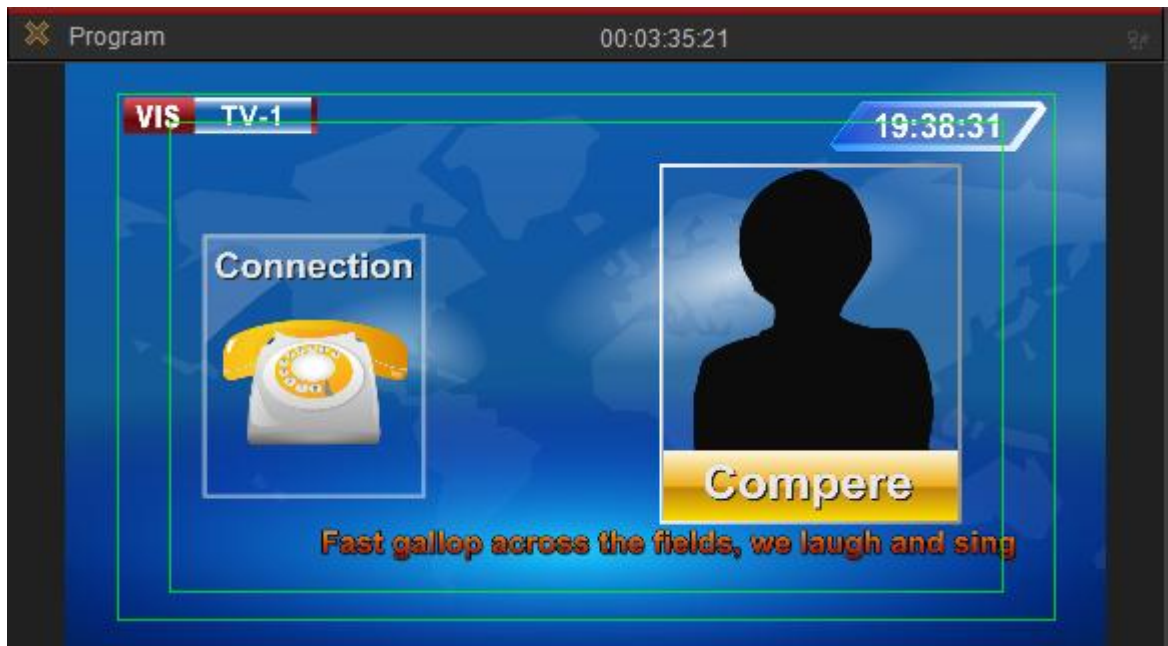 Program 00:03:35:21
VIS TV-1
19:38:31
Connection
Compere
Fast gallop across the fields, we laugh and sing